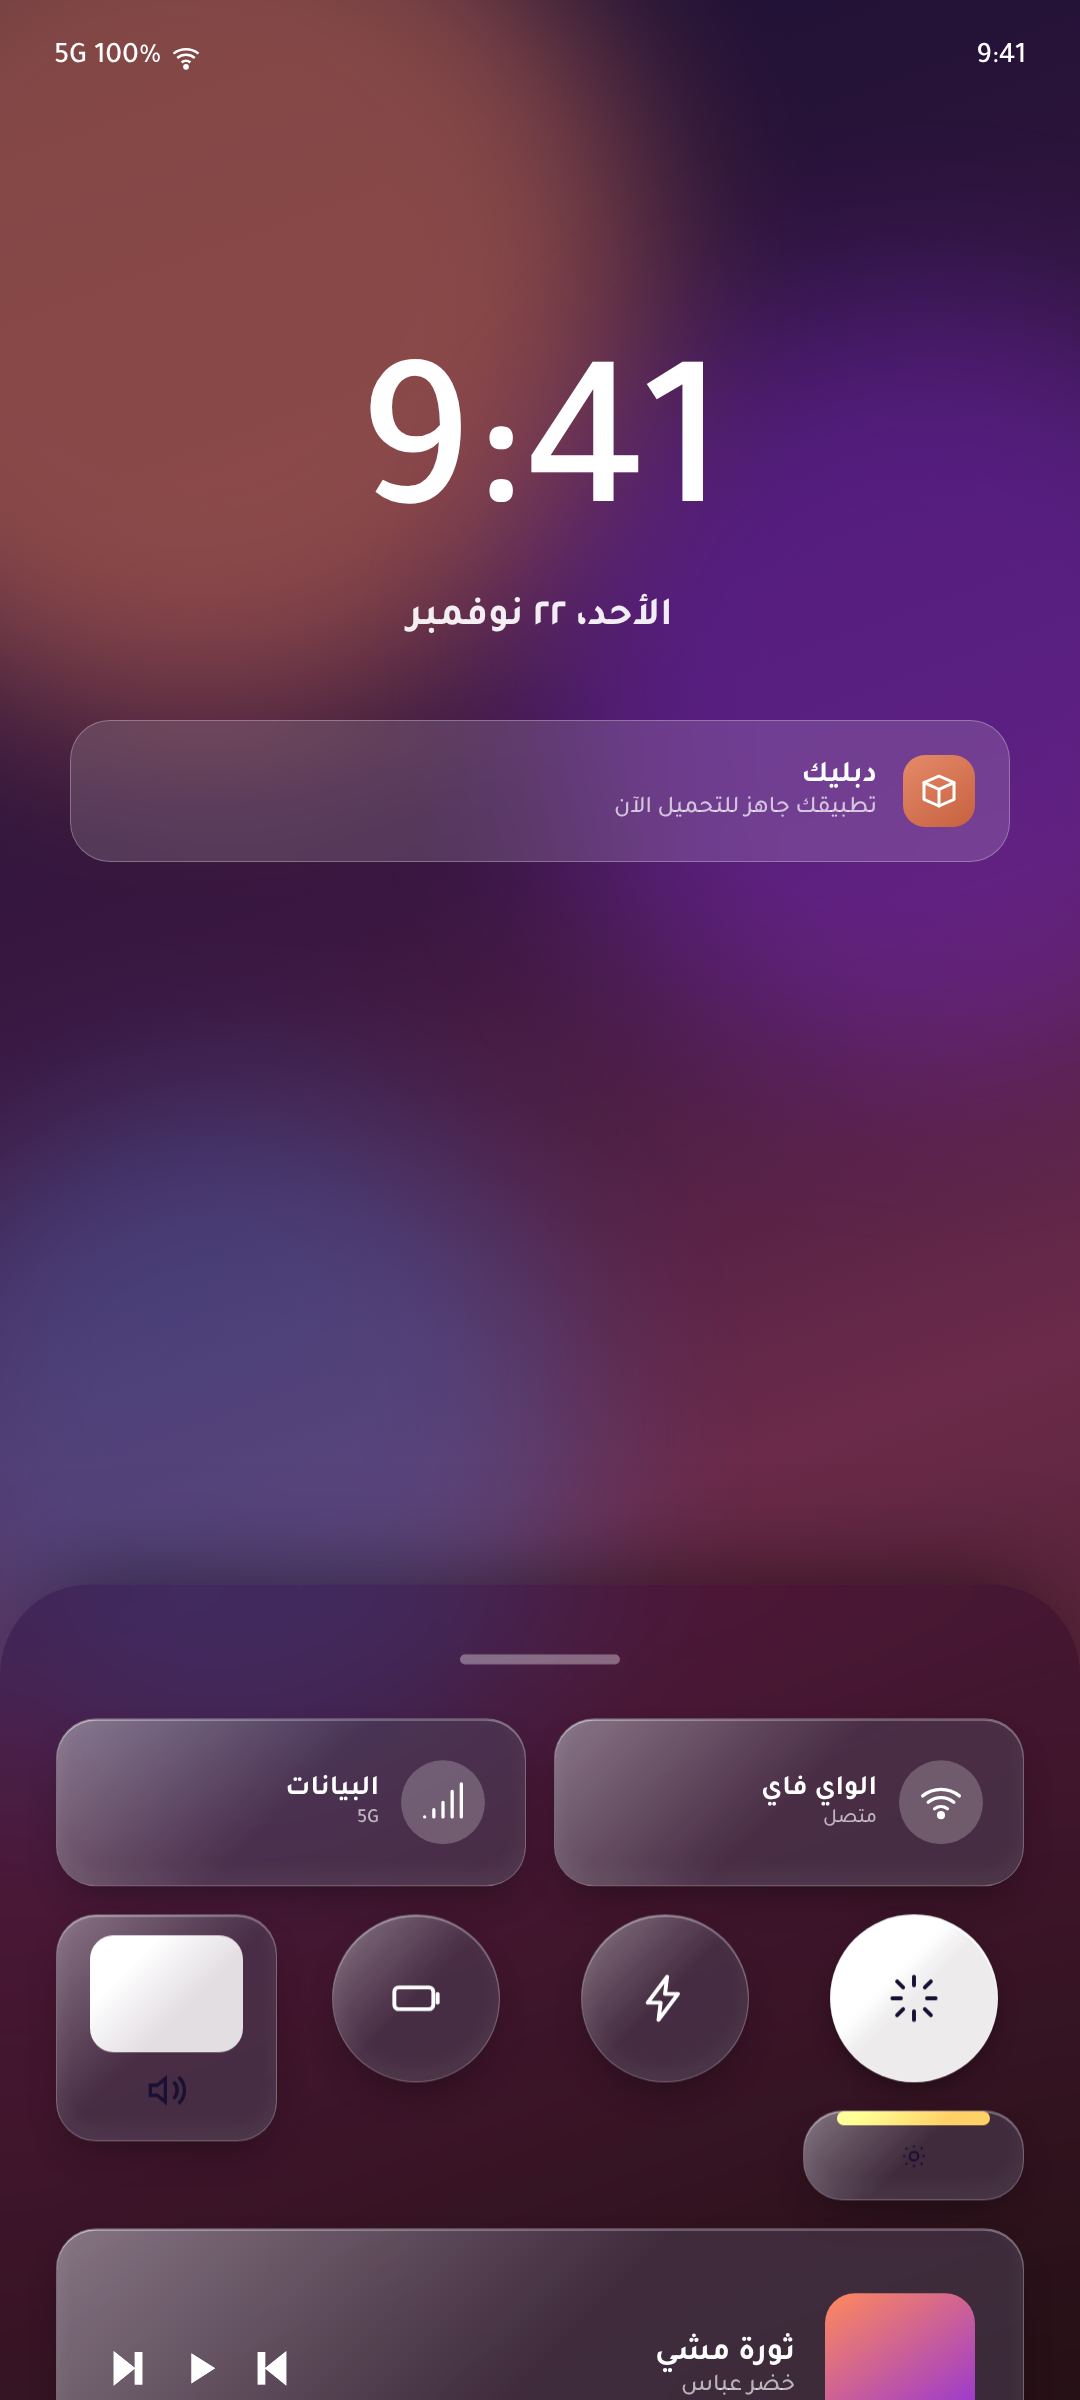 9:41
5G 100%
9:41
الأحد، ٢٢ نوفمبر
دبليك
تطبيقك جاهز للتحميل الآن
الواي فاي
متصل
البيانات
5G
ثورة مشي
خضر عباس